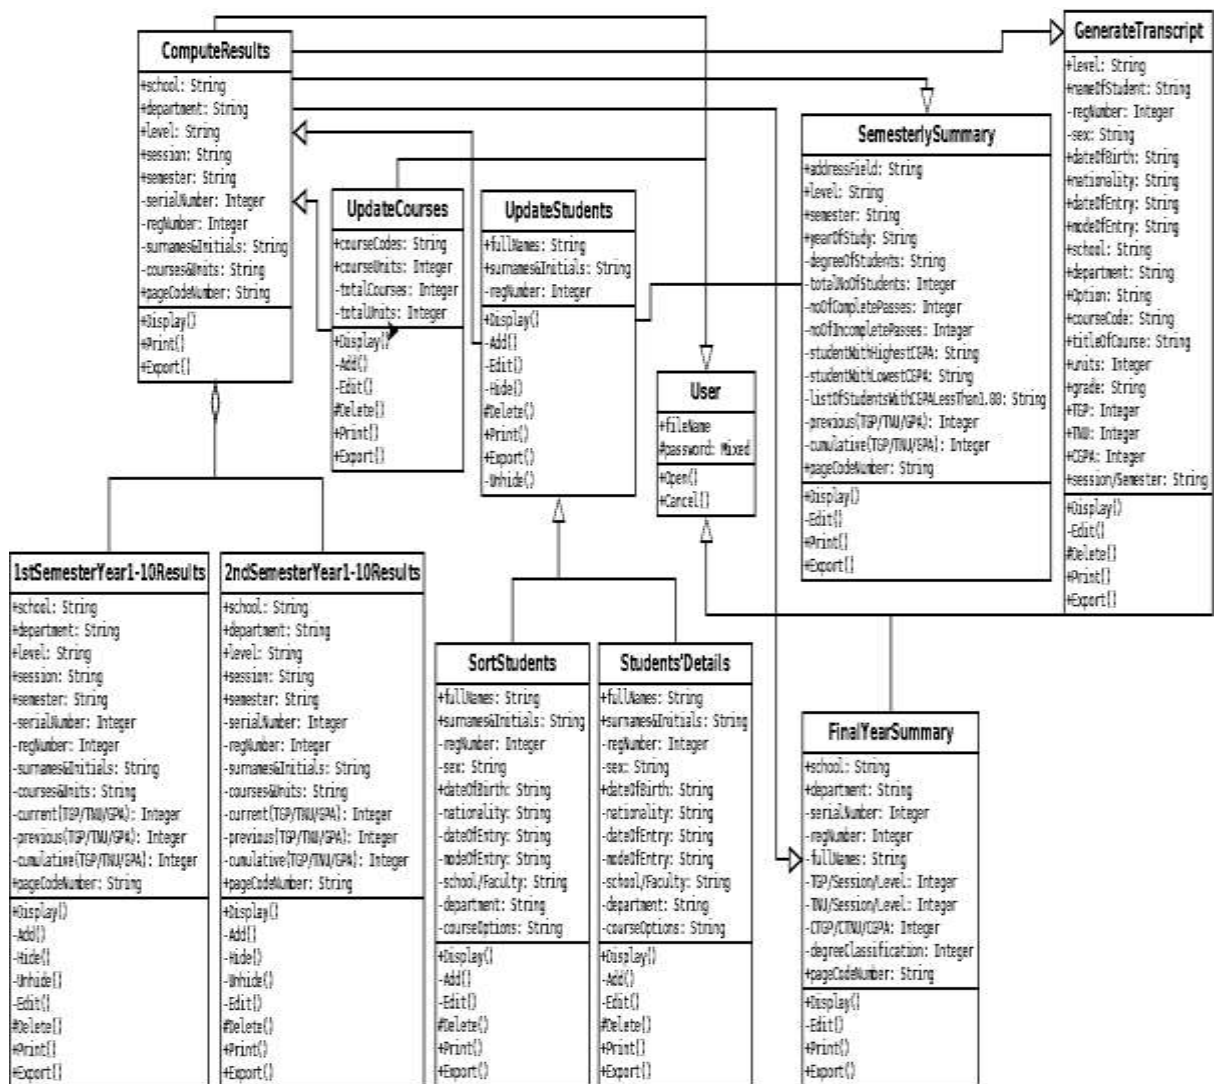 ComputeResults
+school: String
+department: String
+level: String
+session: String
+semester: String
-serialNumber: Integer
-regNumber: Integer
-surnames&Initials: String
-courses&Units: String
+pageCodeNumber: String
+Display()
+Print()
+Export()
UpdateCourses
+courseCodes: String
+courseUnits: Integer
-totalCourses: Integer
-totalUnits: Integer
+Display()
-Add()
-Edit()
#Delete()
+Print()
+Export()
UpdateStudents
+fullNames: String
+surnames&Initials: String
-regNumber: Integer
+Display()
-Add()
-Edit()
-Hide()
#Delete()
+Print()
+Export()
-Unhide()
User
+fileName
#password: Mixed
+Open()
+Cancel()
SemesterlySummary
+addressField: String
+level: String
+semester: String
+yearOfStudy: String
-degreeOfStudents: String
-totalNoOfStudents: Integer
-noOfCompletePasses: Integer
-noOfIncompletePasses: Integer
-studentWithHighestCGPA: String
-studentWithLowestCGPA: String
-listOfStudentsWithCGPALessThan1.00: String
-previous(TGP/TNU/GPA): Integer
-cumulative(TGP/TNU/GPA): Integer
+pageCodeNumber: String
+Display()
-Edit()
+Print()
+Export()
GenerateTranscript
+level: String
+nameOfStudent: String
-regNumber: Integer
-sex: String
+dateOfBirth: String
+nationality: String
+dateOfEntry: String
+modeOfEntry: String
+school: String
+department: String
+Option: String
+courseCode: String
+titleOfCourse: String
+units: Integer
+grade: String
+TGP: Integer
+TNU: Integer
+CGPA: Integer
+session/Semester: String
+Display()
-Edit()
#Delete()
+Print()
+Export()
1stSemesterYear1-10Results
+school: String
+department: String
+level: String
+session: String
+semester: String
-serialNumber: Integer
-regNumber: Integer
-surnames&Initials: String
-courses&Units: String
-current(TGP/TNU/GPA): Integer
-previous(TGP/TNU/GPA): Integer
-cumulative(TGP/TNU/GPA): Integer
+pageCodeNumber: String
+Display()
-Add()
-Hide()
-Unhide()
-Edit()
#Delete()
+Print()
+Export()
2ndSemesterYear1-10Results
+school: String
+department: String
+level: String
+session: String
+semester: String
-serialNumber: Integer
-regNumber: Integer
-surnames&Initials: String
-courses&Units: String
-current(TGP/TNU/GPA): Integer
-previous(TGP/TNU/GPA): Integer
-cumulative(TGP/TNU/GPA): Integer
+pageCodeNumber: String
+Display()
-Add()
-Hide()
-Unhide()
-Edit()
#Delete()
+Print()
+Export()
SortStudents
+fullNames: String
+surnames&Initials: String
-regNumber: Integer
-sex: String
+dateOfBirth: String
-nationality: String
-dateOfEntry: String
-modeOfEntry: String
-school/Faculty: String
-department: String
-courseOptions: String
+Display()
-Add()
-Edit()
#Delete()
+Print()
+Export()
Students'Details
+fullNames: String
+surnames&Initials: String
-regNumber: Integer
-sex: String
+dateOfBirth: String
-nationality: String
-dateOfEntry: String
-modeOfEntry: String
-school/Faculty: String
-department: String
-courseOptions: String
+Display()
-Add()
-Edit()
#Delete()
+Print()
+Export()
FinalYearSummary
+school: String
+department: String
-serialNumber: Integer
-regNumber: Integer
-fullNames: String
-TGP/Session/Level: Integer
-TNU/Session/Level: Integer
-CTGP/CTNU/CGPA: Integer
-degreeClassification: Integer
+pageCodeNumber: String
+Display()
-Edit()
+Print()
+Export()